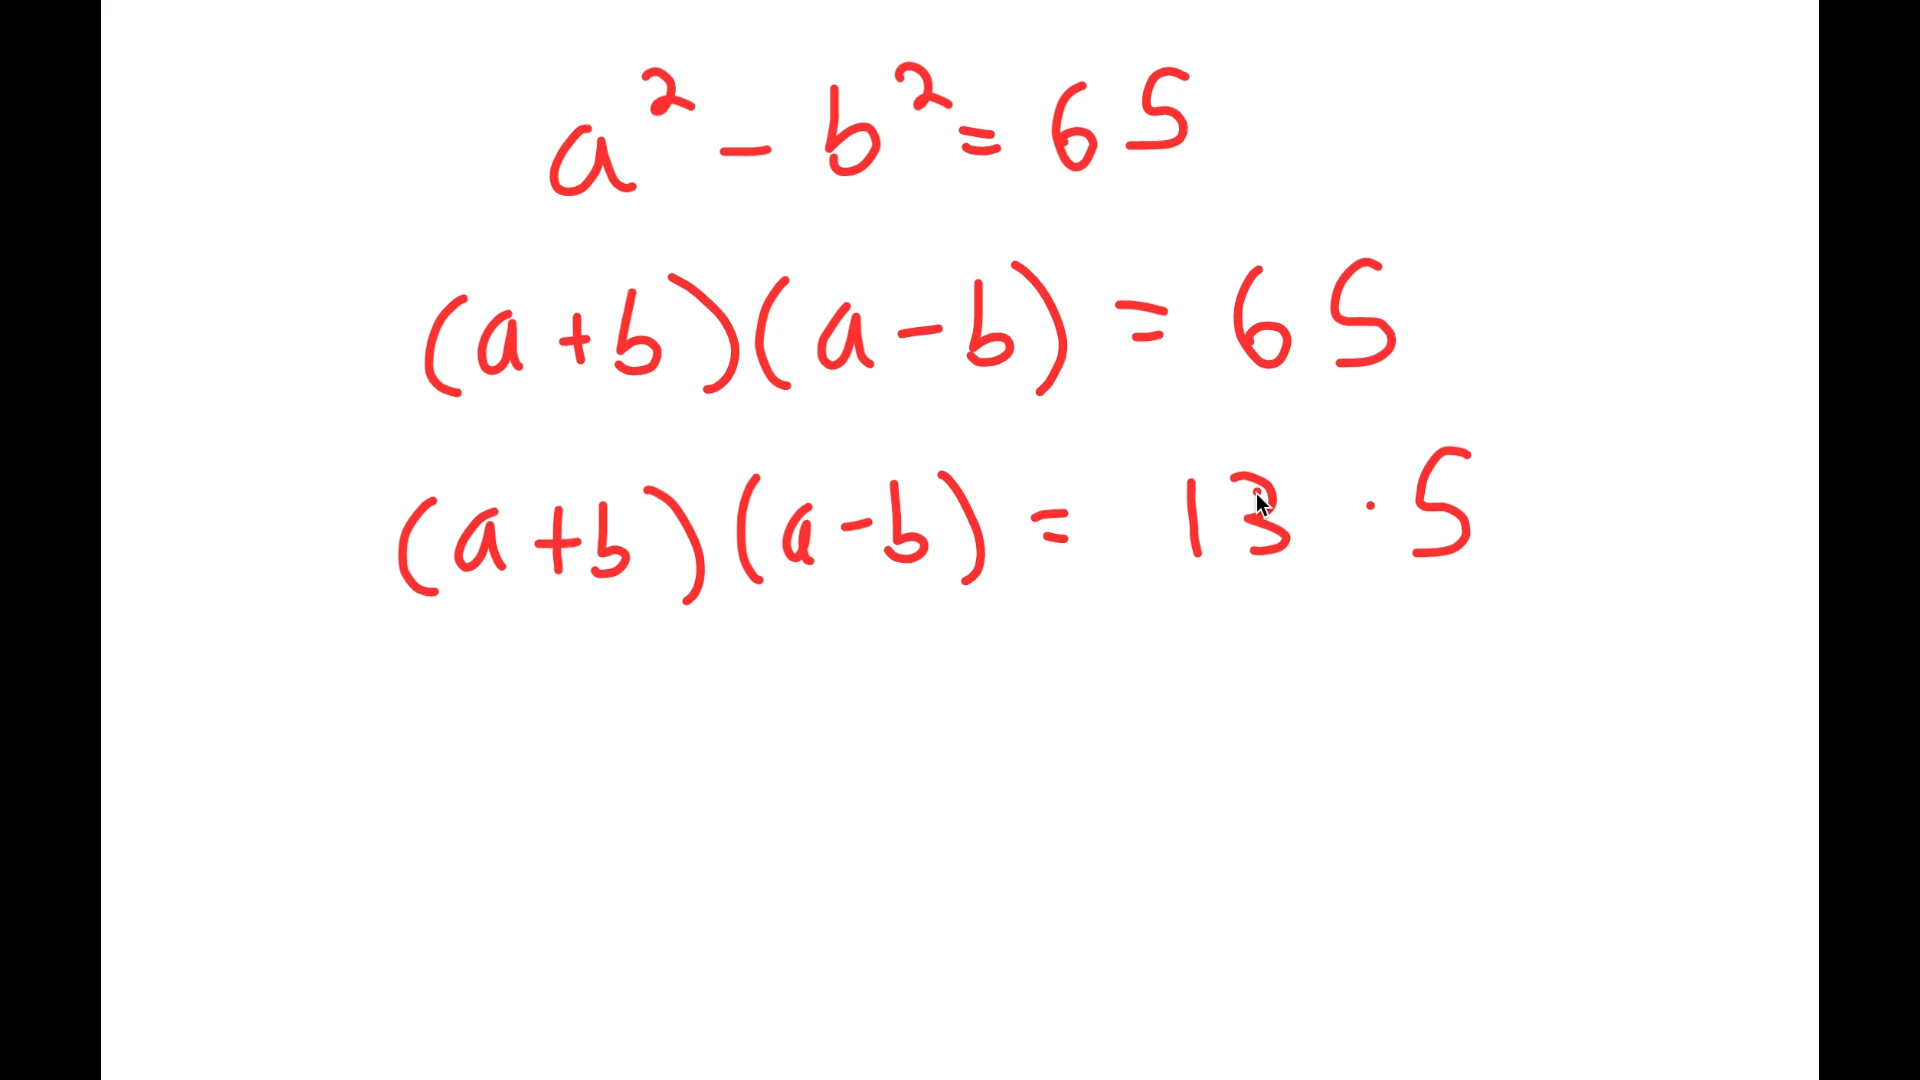 a² - b² = 65
(a+b)(a-b) = 65
(a+b)(a-b) = 13 · 5